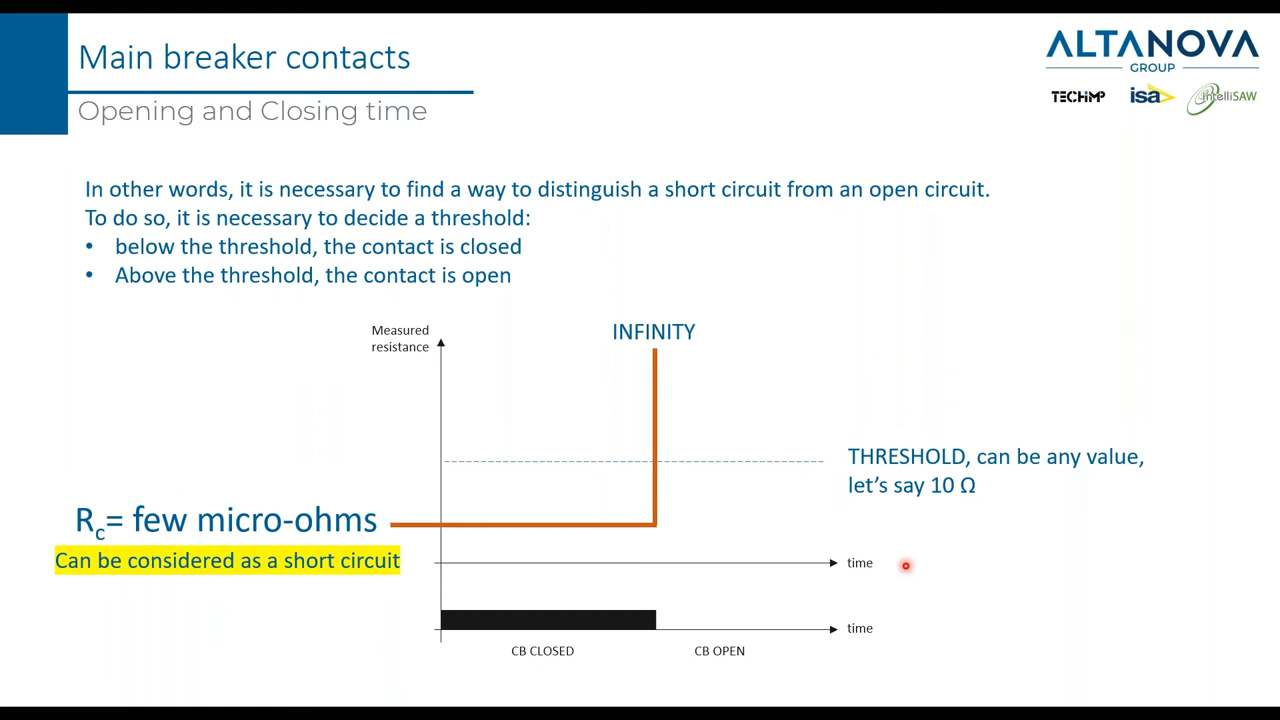 Main breaker contacts
Opening and Closing time
ALTANOVA
GROUP
TECHIMP
isa
intelliSAW
In other words, it is necessary to find a way to distinguish a short circuit from an open circuit.
To do so, it is necessary to decide a threshold:
• below the threshold, the contact is closed
• Above the threshold, the contact is open
Measured
resistance
INFINITY
THRESHOLD, can be any value,
let's say 10 Ω
Rc= few micro-ohms
Can be considered as a short circuit
time
time
CB CLOSED
CB OPEN